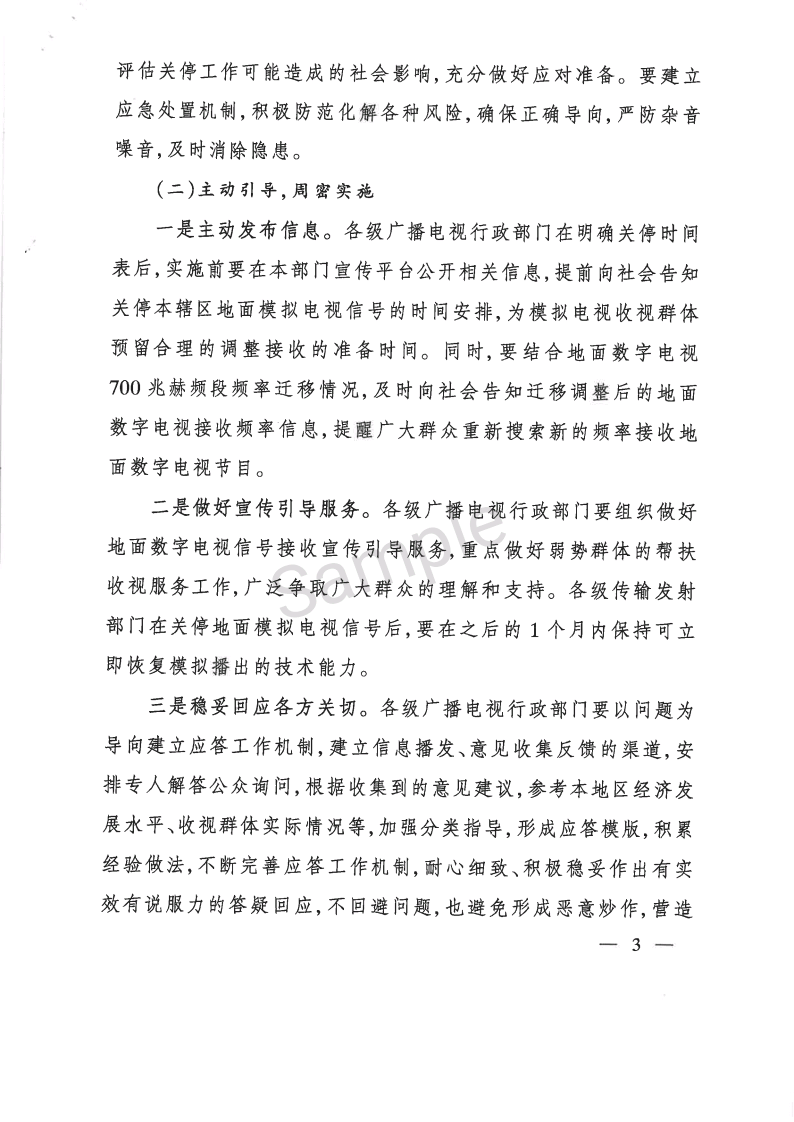 评估关停工作可能造成的社会影响,充分做好应对准备。要建立
应急处置机制,积极防范化解各种风险,确保正确导向,严防杂音
噪音,及时消除隐患。
(二)主动引导,周密实施
一是主动发布信息。各级广播电视行政部门在明确关停时间
表后,实施前要在本部门宣传平台公开相关信息,提前向社会告知
关停本辖区地面模拟电视信号的时间安排,为模拟电视收视群体
预留合理的调整接收的准备时间。同时,要结合地面数字电视
700 兆赫频段频率迁移情况,及时向社会告知迁移调整后的地面
数字电视接收频率信息,提醒广大群众重新搜索新的频率接收地
面数字电视节目。
二是做好宣传引导服务。各级广播电视行政部门要组织做好
地面数字电视信号接收宣传引导服务,重点做好弱势群体的帮扶
收视服务工作,广泛争取广大群众的理解和支持。各级传输发射
部门在关停地面模拟电视信号后,要在之后的 1 个月内保持可立
即恢复模拟播出的技术能力。
三是稳妥回应各方关切。各级广播电视行政部门要以问题为
导向建立应答工作机制,建立信息播发、意见收集反馈的渠道,安
排专人解答公众询问,根据收集到的意见建议,参考本地区经济发
展水平、收视群体实际情况等,加强分类指导,形成应答模版,积累
经验做法,不断完善应答工作机制,耐心细致、积极稳妥作出有实
效有说服力的答疑回应,不回避问题,也避免形成恶意炒作,营造
— 3 —
Sample